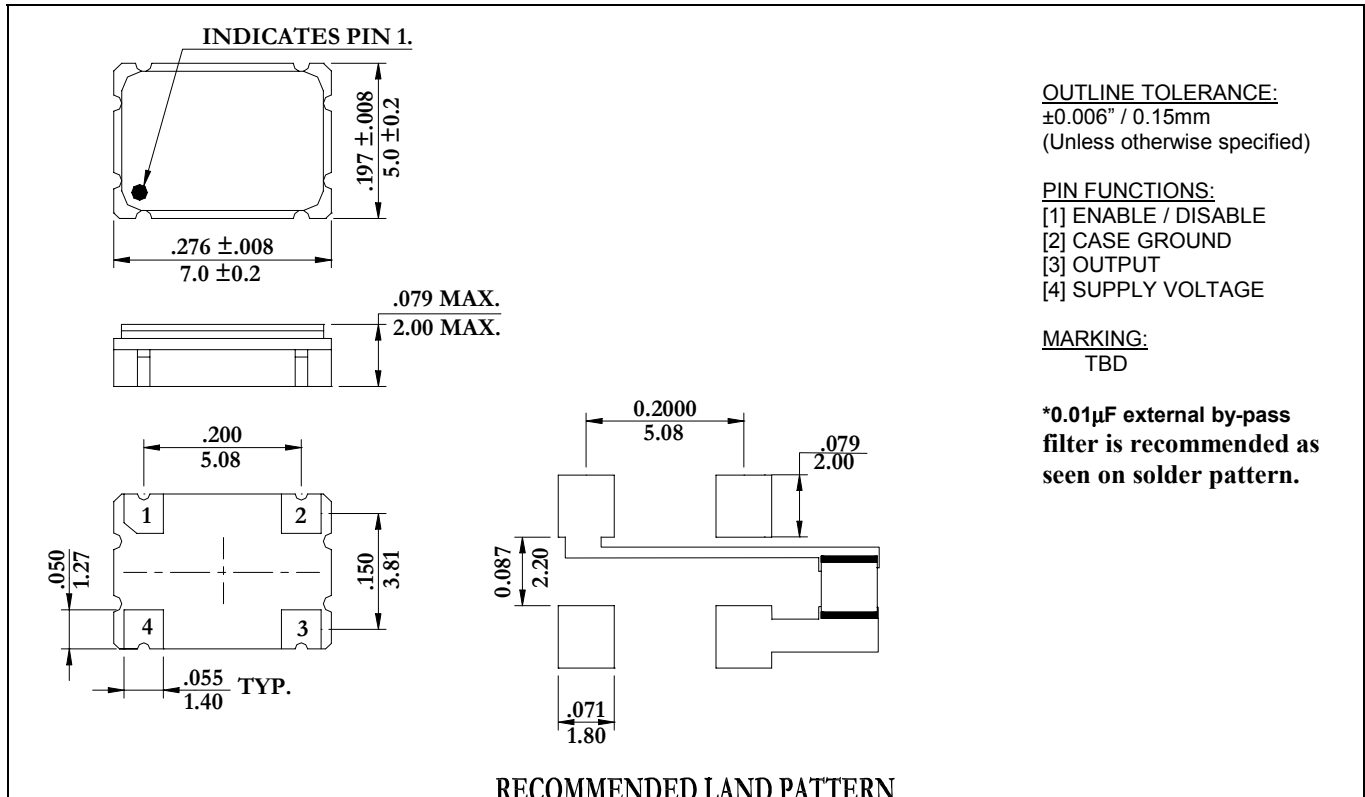 INDICATES PIN 1.
.197 ±.008
5.0 ±0.2
.276 ±.008
7.0 ±0.2
.079 MAX.
2.00 MAX.
.200
5.08
1
2
4
3
.050
1.27
.150
3.81
.055
1.40
TYP.
0.2000
5.08
.079
2.00
0.087
2.20
.071
1.80
RECOMMENDED LAND PATTERN
OUTLINE TOLERANCE:
±0.006” / 0.15mm
(Unless otherwise specified)
PIN FUNCTIONS:
[1] ENABLE / DISABLE
[2] CASE GROUND
[3] OUTPUT
[4] SUPPLY VOLTAGE
MARKING:
TBD
*0.01µF external by-pass
filter is recommended as
seen on solder pattern.